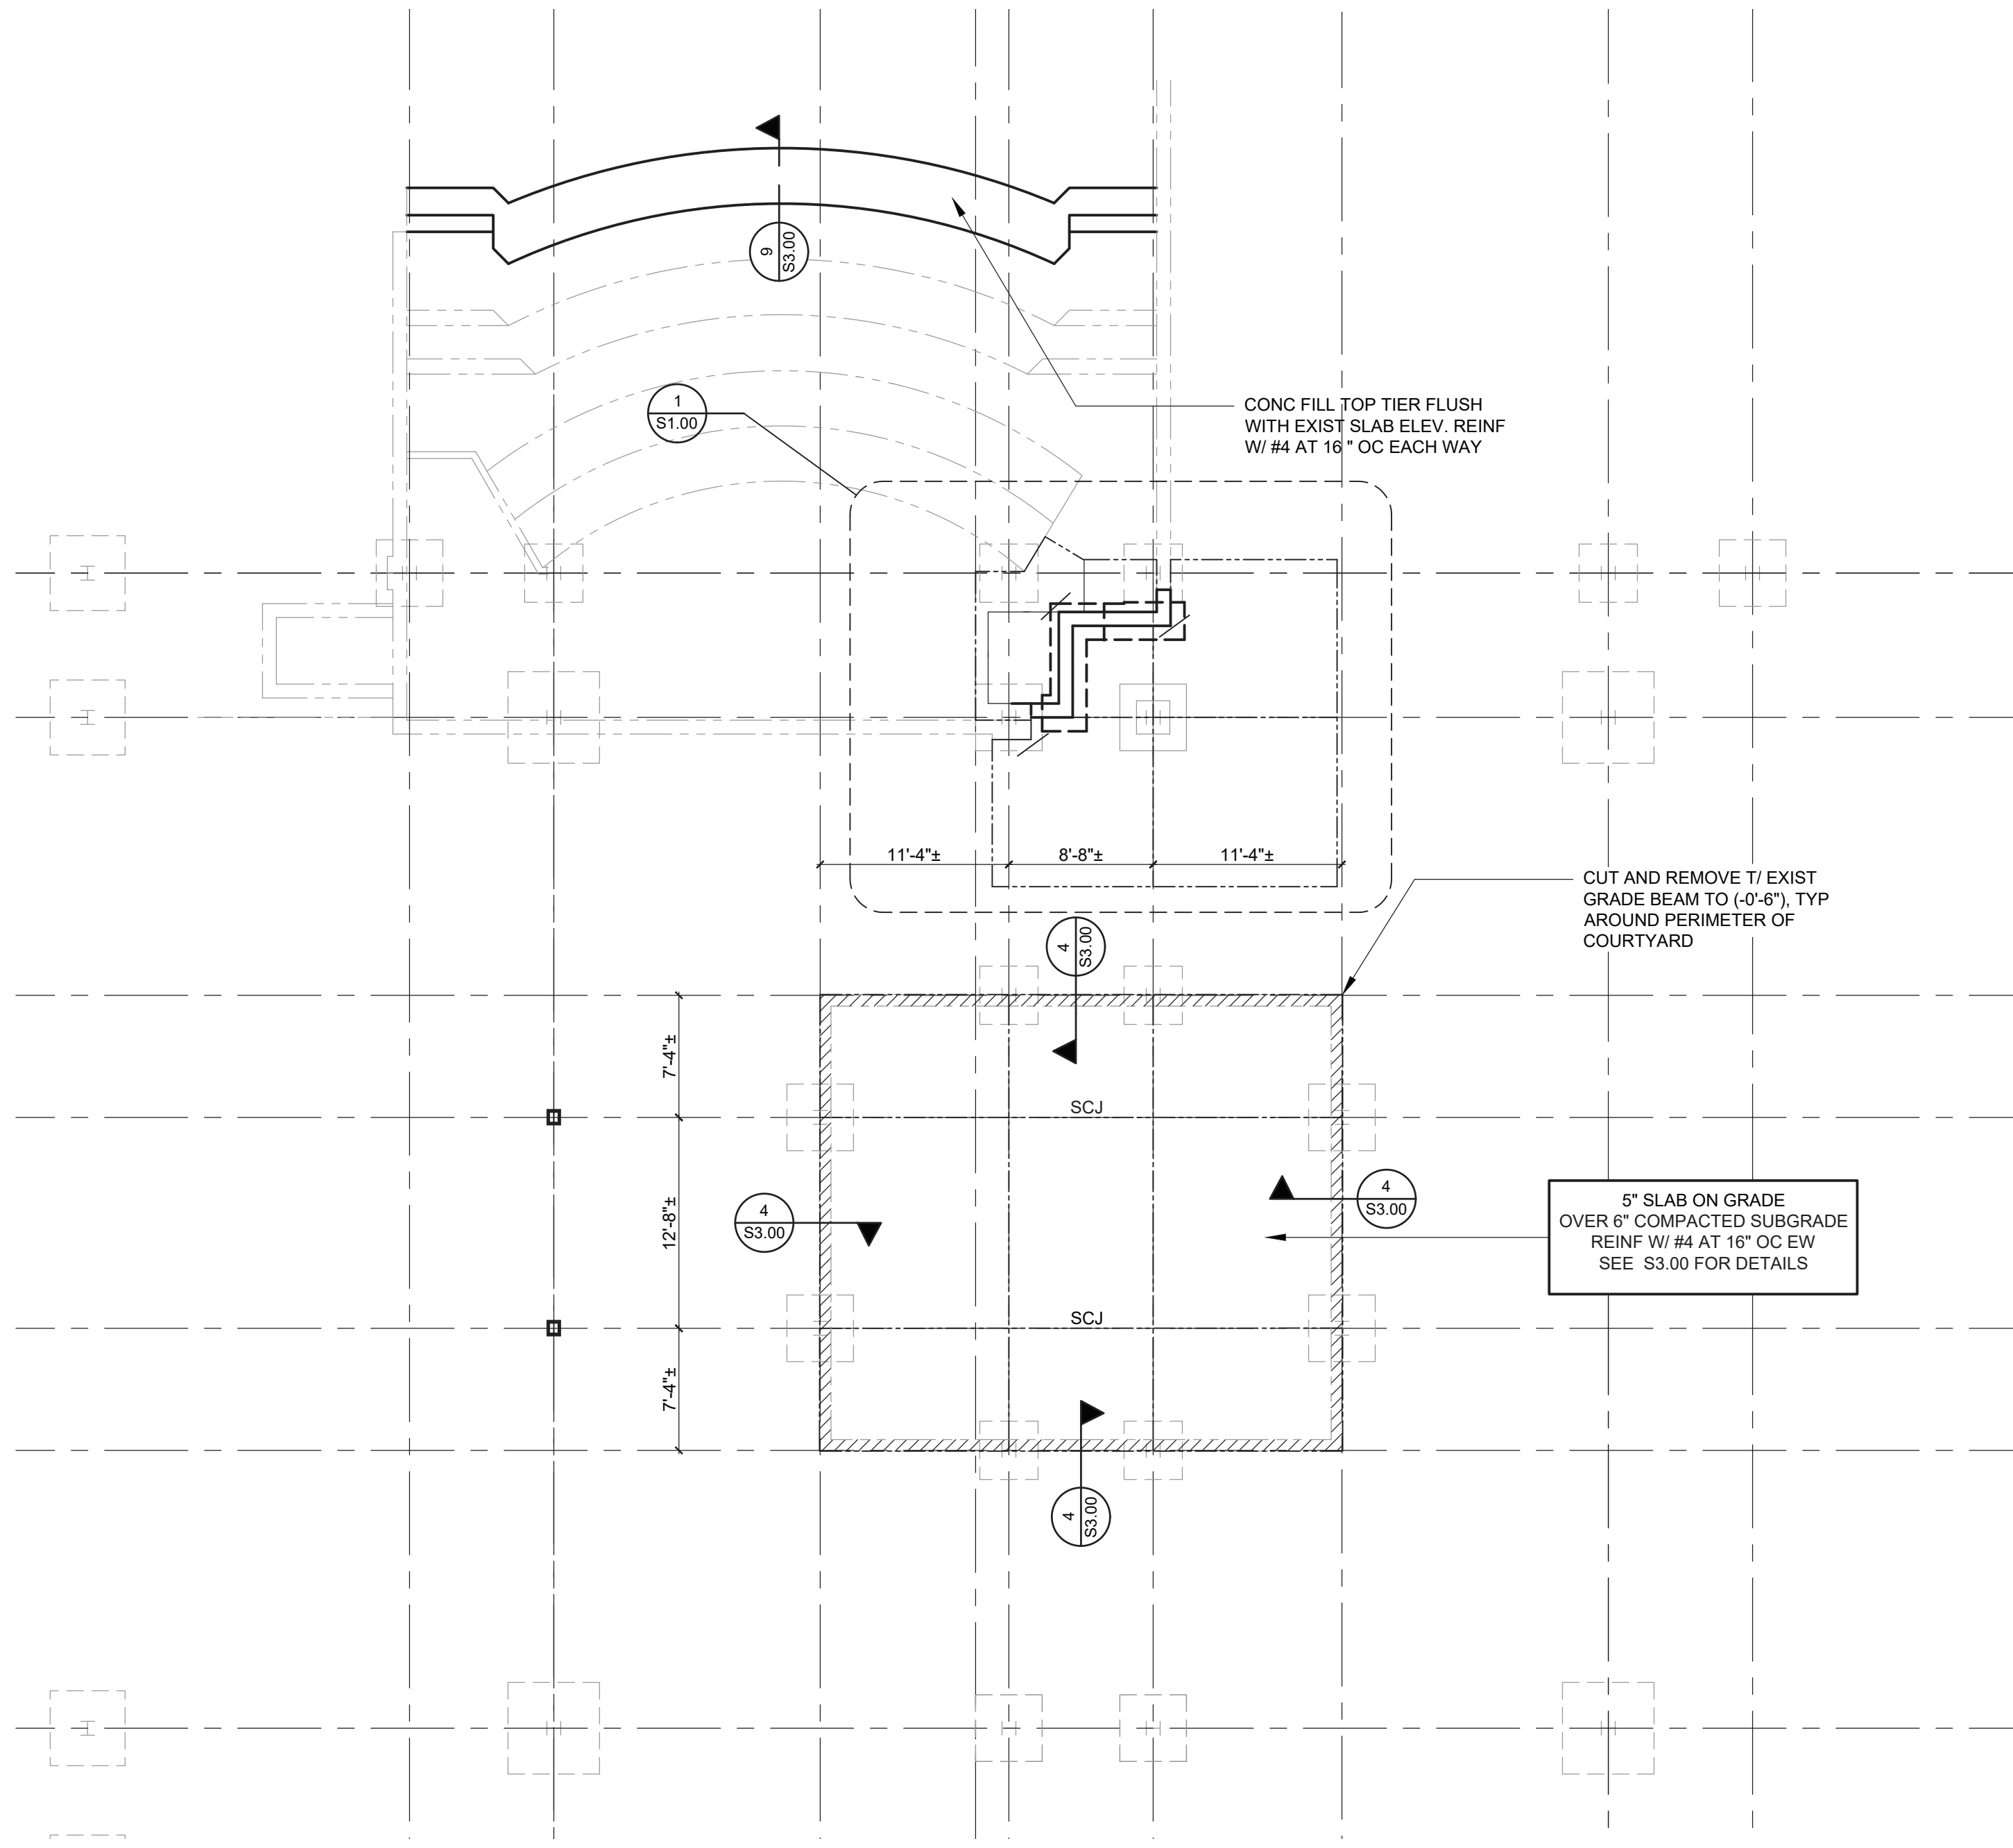 9
S3.00
1
S1.00
CONC FILL TOP TIER FLUSH
WITH EXIST SLAB ELEV. REINF
W/ #4 AT 16 " OC EACH WAY
11'-4"±
8'-8"±
11'-4"±
CUT AND REMOVE T/ EXIST
GRADE BEAM TO (-0'-6"), TYP
AROUND PERIMETER OF
COURTYARD
4
S3.00
7'-4"±
SCJ
12'-8"±
4
S3.00
4
S3.00
5" SLAB ON GRADE
OVER 6" COMPACTED SUBGRADE
REINF W/ #4 AT 16" OC EW
SEE S3.00 FOR DETAILS
SCJ
7'-4"±
4
S3.00